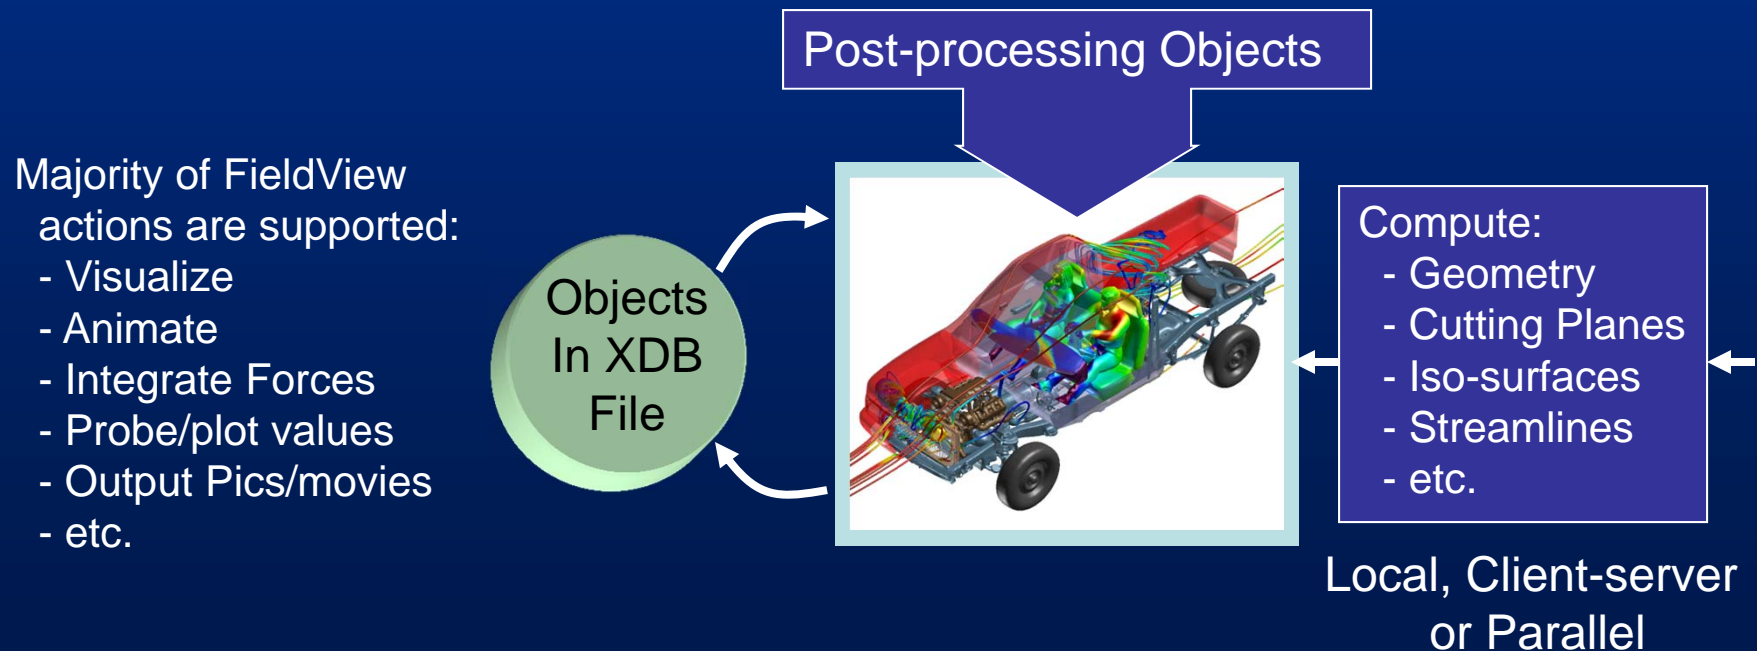 Post-processing Objects
Majority of FieldView
actions are supported:
- Visualize
- Animate
- Integrate Forces
- Probe/plot values
- Output Pics/movies
- etc.
Objects
In XDB
File
Compute:
- Geometry
- Cutting Planes
- Iso-surfaces
- Streamlines
- etc.
Local, Client-server
or Parallel